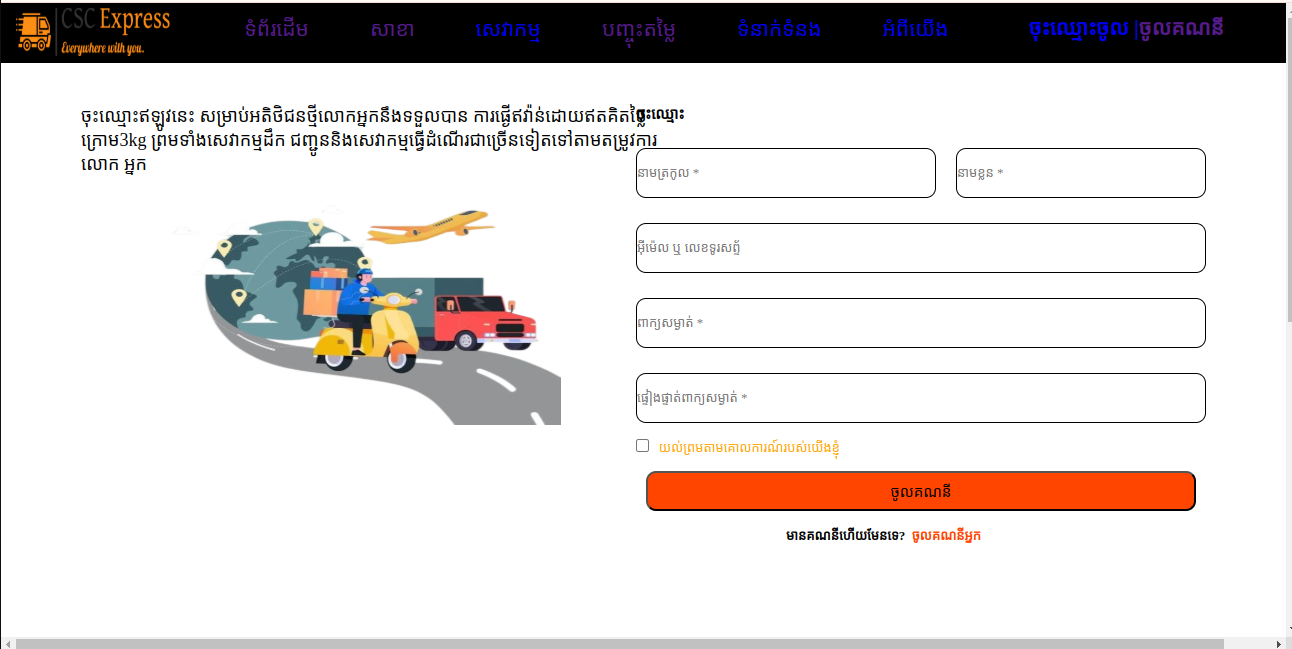 CSC Express
Everywhere with you.
ទំព័រដើម
សាខា
សេវាកម្ម
បញ្ចុះតម្លៃ
ទំនាក់ទំនង
អំពីយើង
ចុះឈ្មោះចូល |ចូលគណនី
ចុះឈ្មោះឥឡូវនេះ សម្រាប់អតិថិជនថ្មីលោកអ្នកនឹងទទួលបាន ការផ្ញើឥវ៉ាន់ដោយឥតគិតថ្លៃ
ក្រោម3kg ព្រមទាំងសេវាកម្មដឹក ជញ្ជូននិងសេវាកម្មធ្វើដំណើរជាច្រើនទៀតទៅតាមតម្រូវការ
លោក អ្នក
ចុះឈ្មោះ
នាមត្រកូល *
នាមខ្លួន *
អ៊ីម៉េល ឬ លេខទូរសព្ទ័
ពាក្យសម្ងាត់ *
ផ្ទៀងផ្ទាត់ពាក្យសម្ងាត់ *
យល់ព្រមតាមគោលការណ៍របស់យើងខ្ញុំ
ចូលគណនី
មានគណនីហើយមែនទេ? ចូលគណនីអ្នក